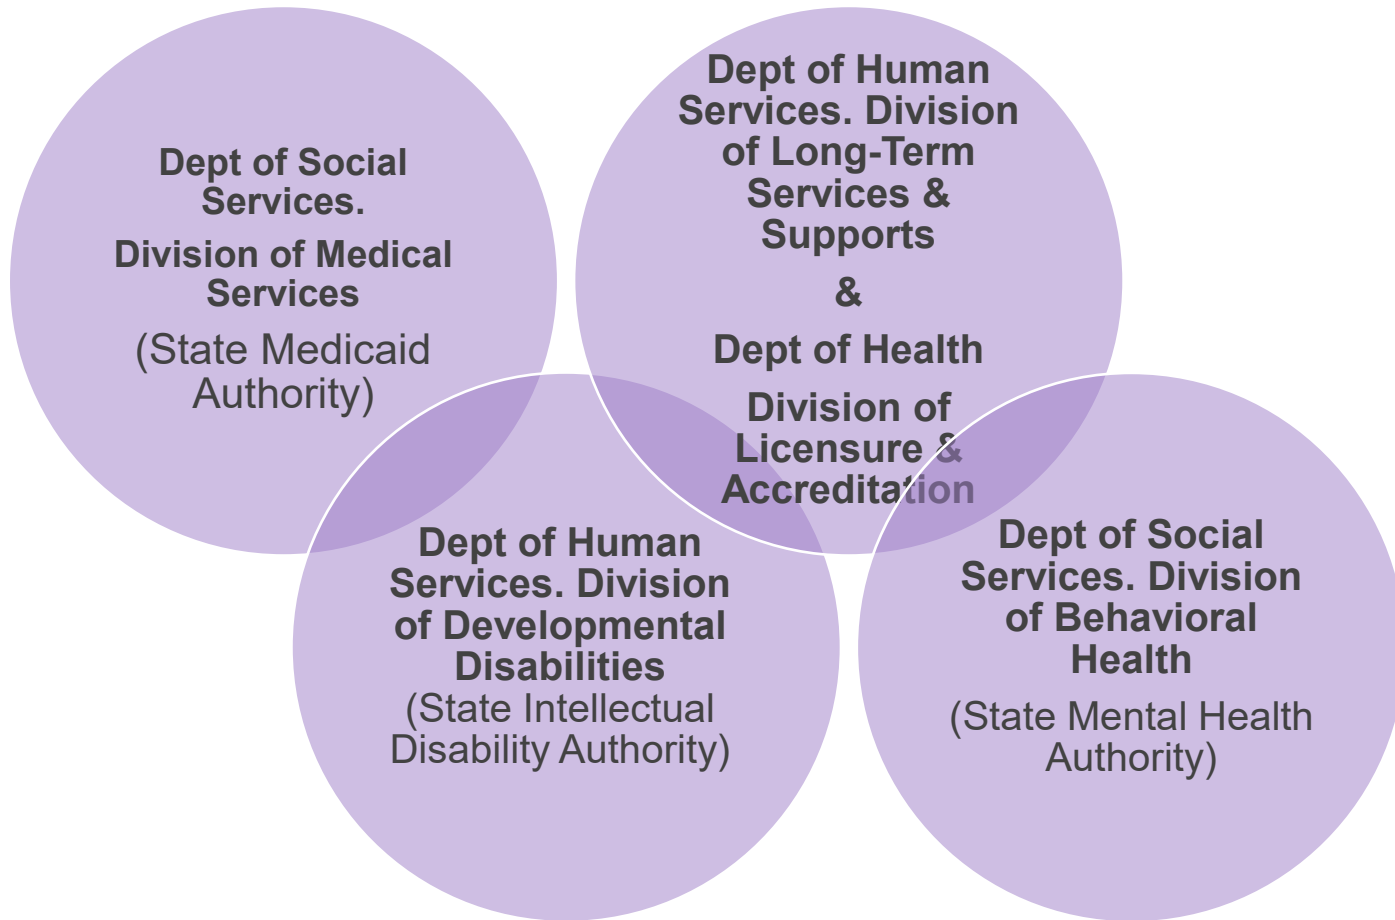 Dept of Social
Services.
Division of Medical
Services
(State Medicaid
Authority)
Dept of Human
Services. Division
of Long-Term
Services &
Supports
&
Dept of Health
Division of
Licensure &
Accreditation
Dept of Human
Services. Division
of Developmental
Disabilities
(State Intellectual
Disability Authority)
Dept of Social
Services. Division
of Behavioral
Health
(State Mental Health
Authority)